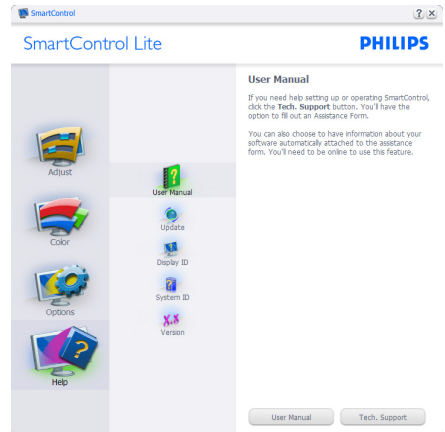 SmartControl
SmartControl Lite
PHILIPS
Adjust
Color
Options
Help
User Manual
Update
Display ID
System ID
X.X
Version
User Manual
If you need help setting up or operating SmartControl,
click the Tech. Support button. You'll have the
option to fill out an Assistance Form.
You can also choose to have information about your
software automatically attached to the assistance
form. You'll need to be online to use this feature.
User Manual
Tech. Support